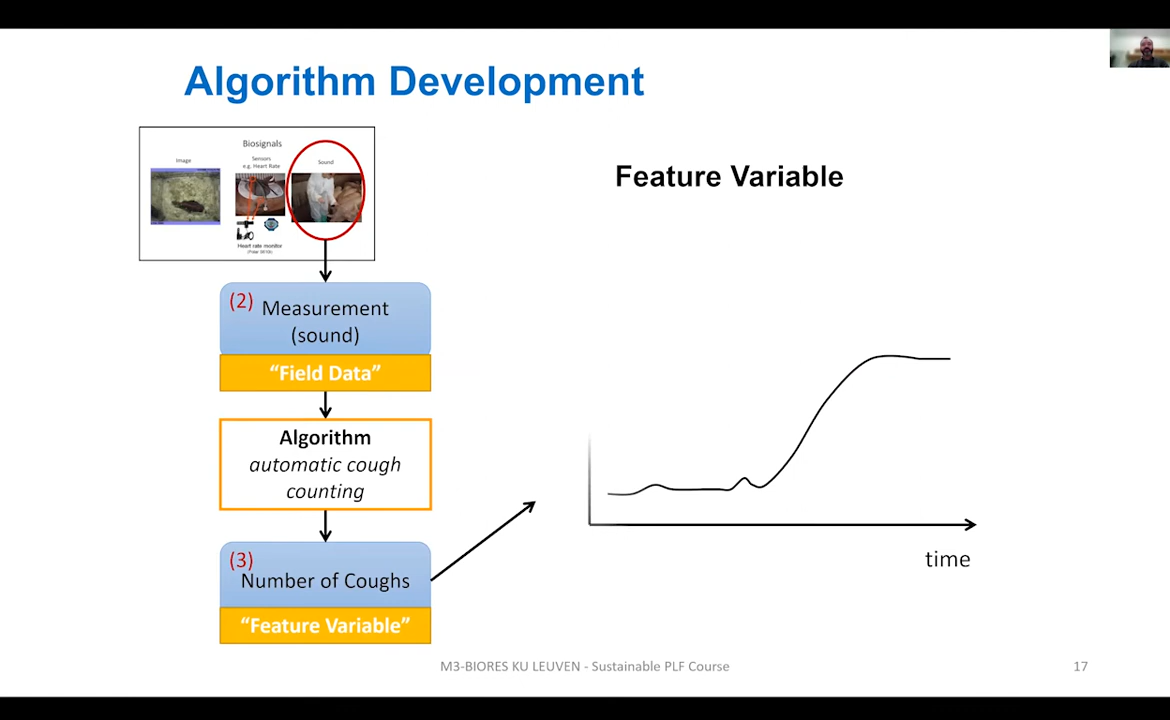 Algorithm Development
Biosignals
Image
Sensors
e.g. Heart Rate
Sound
Heart rate monitor
Feature Variable
(2) Measurement
(sound)
“Field Data”
Algorithm
automatic cough
counting
(3)
Number of Coughs
“Feature Variable”
time
M3-BIORES KU LEUVEN - Sustainable PLF Course
17